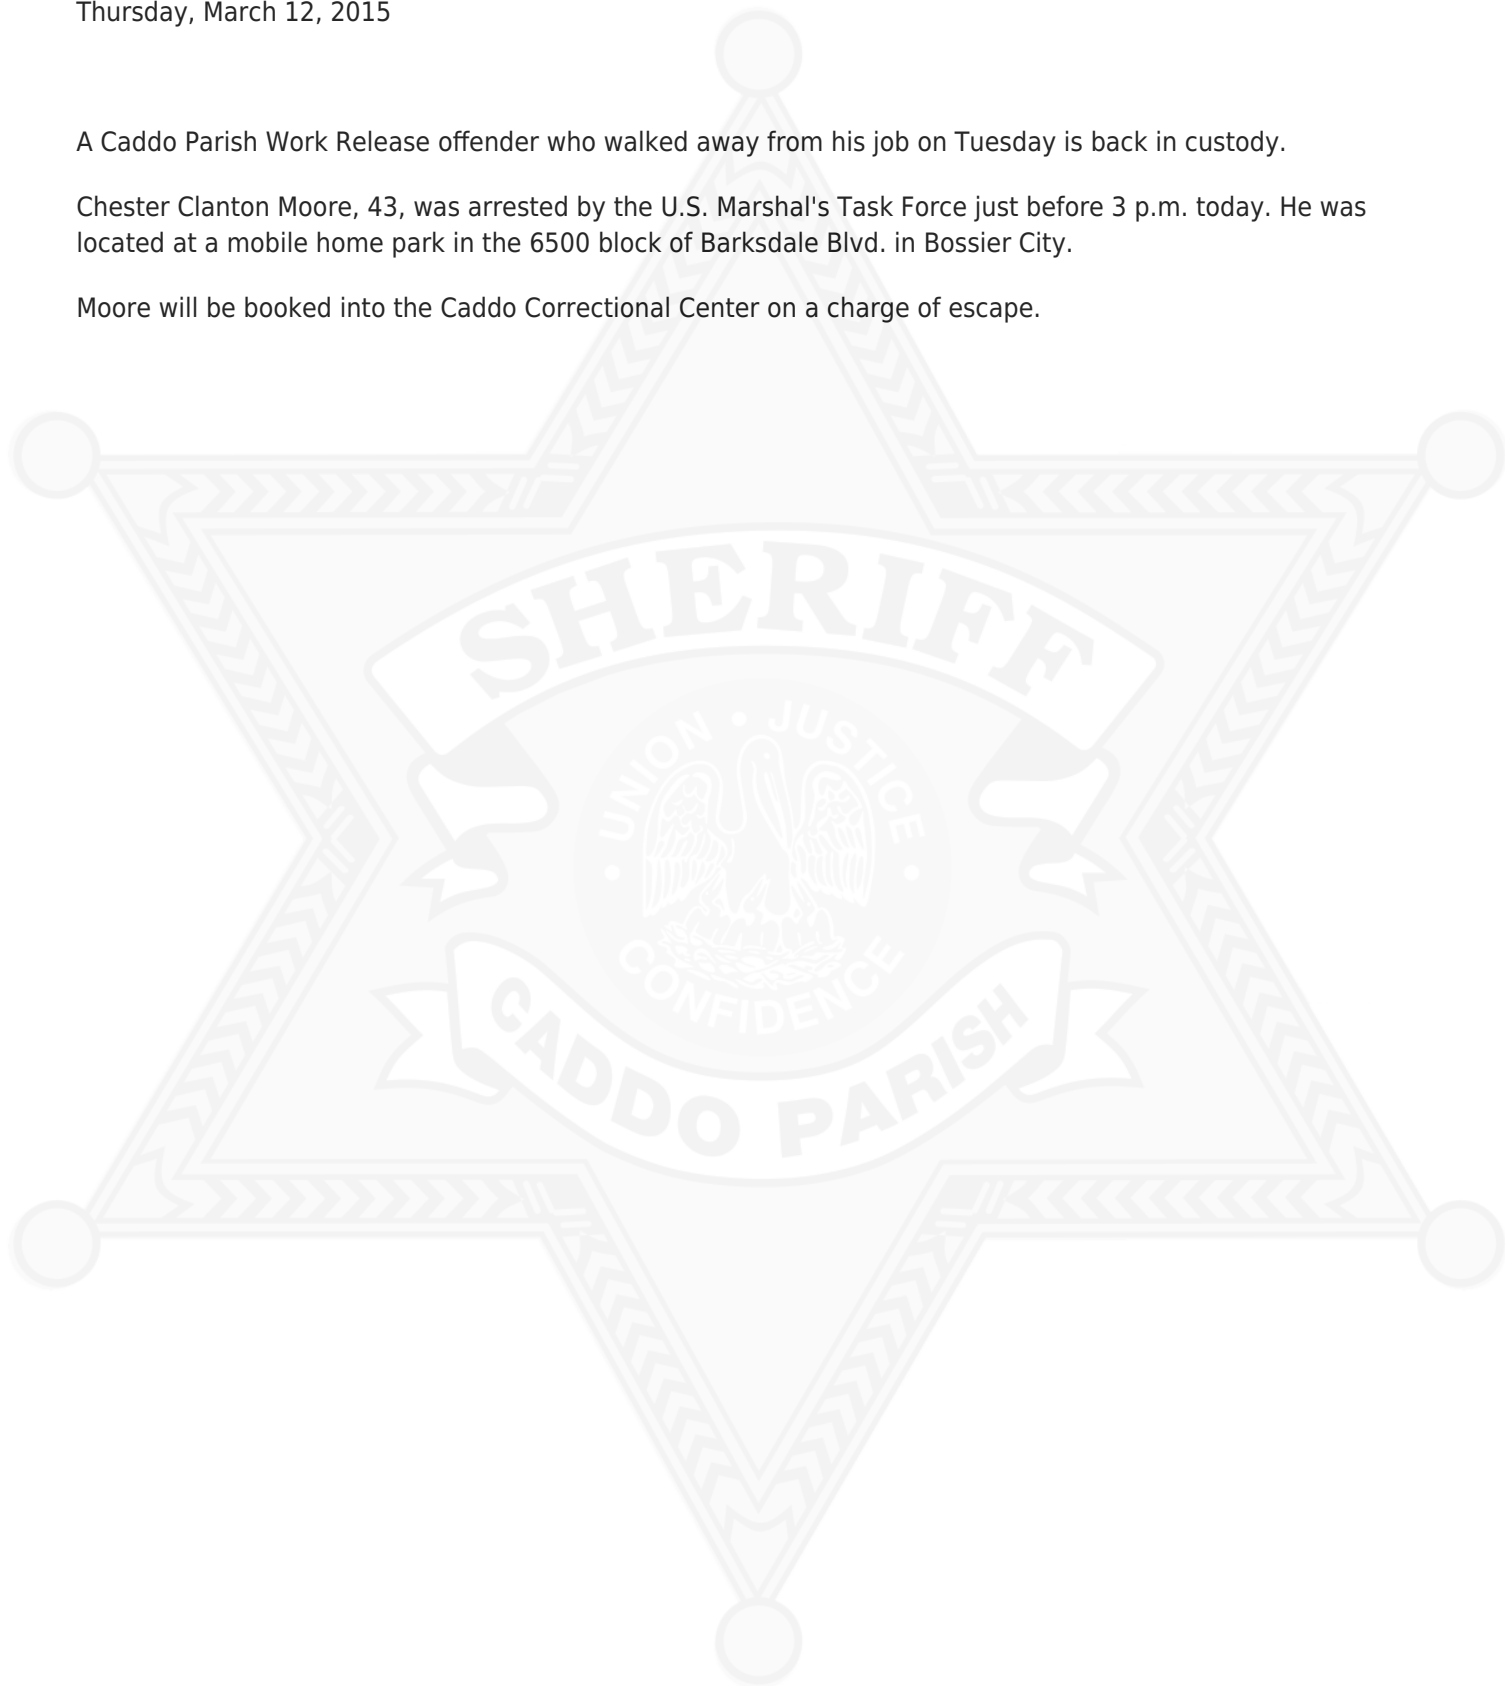 Thursday, March 12, 2015
A Caddo Parish Work Release offender who walked away from his job on Tuesday is back in custody.
Chester Clanton Moore, 43, was arrested by the U.S. Marshal's Task Force just before 3 p.m. today. He was
located at a mobile home park in the 6500 block of Barksdale Blvd. in Bossier City.
Moore will be booked into the Caddo Correctional Center on a charge of escape.
SHERIFF
UNION • JUSTICE
• CONFIDENCE •
CADDO PARISH